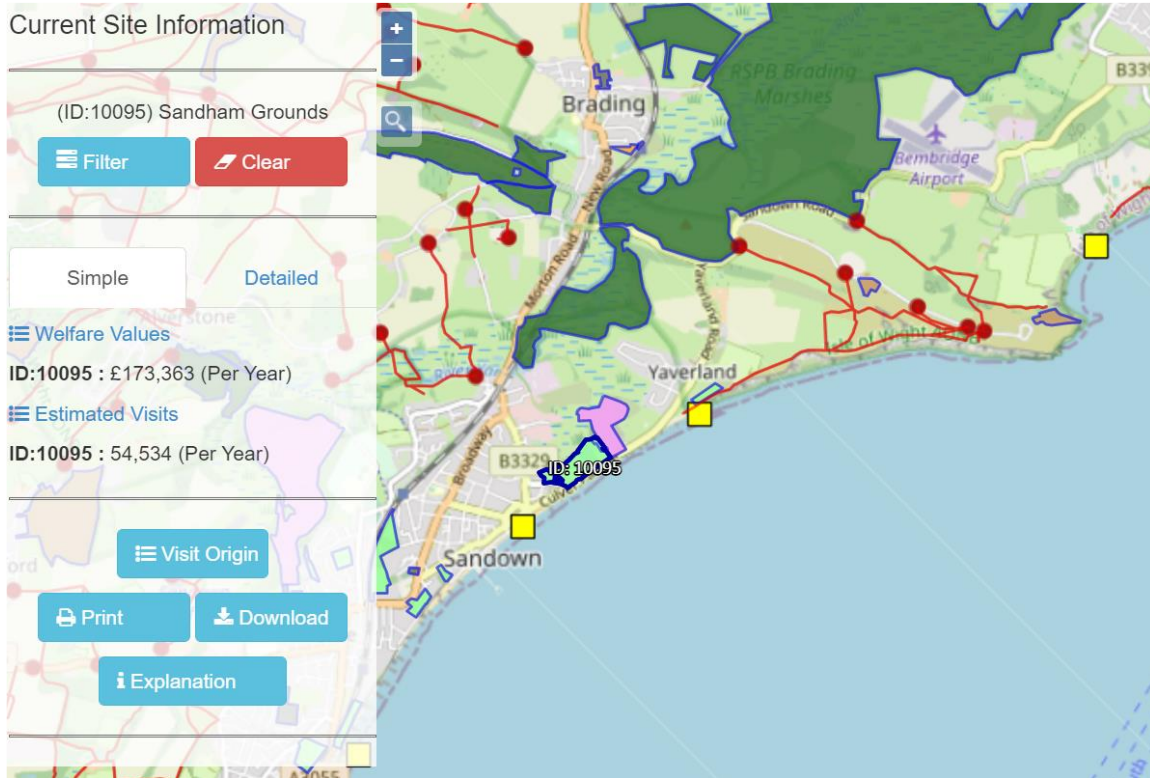 Current Site Information
(ID:10095) Sandham Grounds
Filter
Clear
Simple
Detailed
Alverstone
Welfare Values
ID:10095 : £173,363 (Per Year)
Estimated Visits
ID:10095 : 54,534 (Per Year)
Visit Origin
Print
Download
Explanation
A3055
+
−
RSPB Brading
Marshes
Brading
Bembridge
Airport
New Road
Sandown Road
Morton Road
Yaverland Road
Yaverland
Broadway
B3329
ID: 10095
Sandown